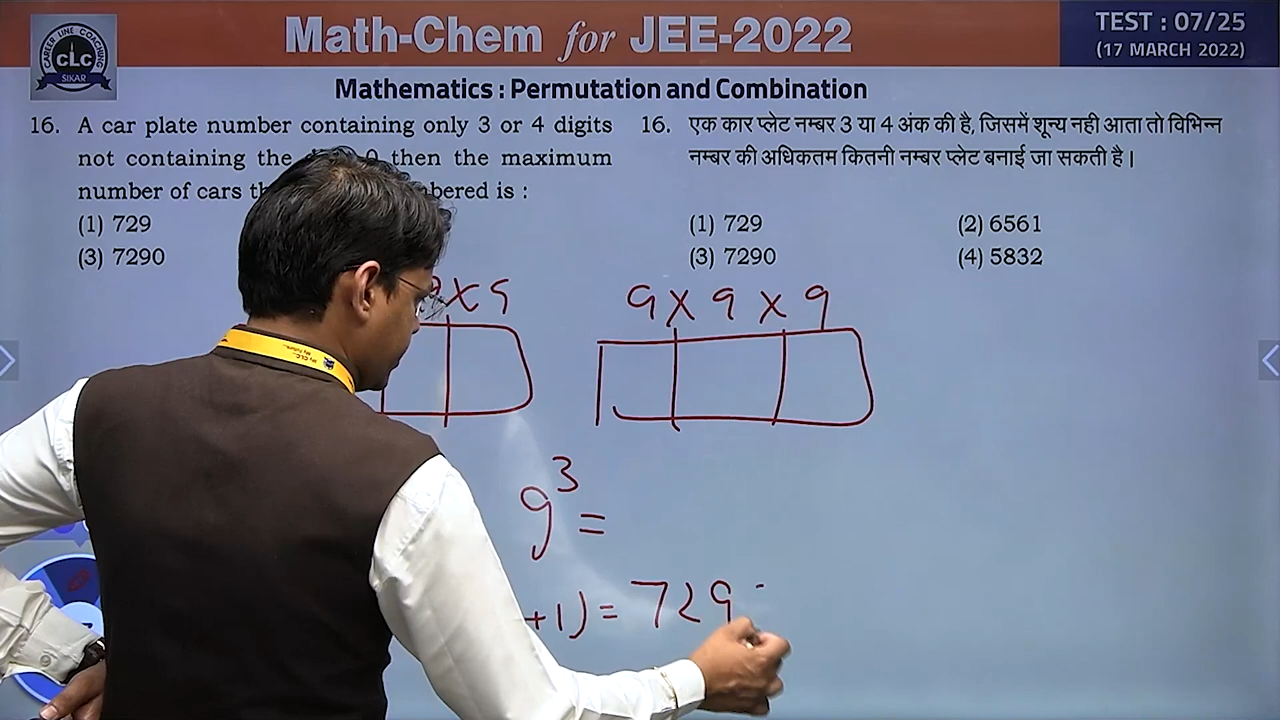 Math-Chem for JEE-2022
TEST : 07/25
(17 MARCH 2022)
CAREER LINE COACHING
CLC
SIKAR
Mathematics : Permutation and Combination
16. A car plate number containing only 3 or 4 digits
not containing the 0 then the maximum
number of cars
is :
(1) 729
(3) 7290
16. एक कार प्लेट नम्बर 3 या 4 अंक की है, जिसमें शून्य नही आता तो विभिन्न
नम्बर की अधिकतम कितनी नम्बर प्लेट बनाई जा सकती है।
(1) 729 (2) 6561
(3) 7290 (4) 5832
9x9
9 x 9 x 9
9³ =
+1) = 729